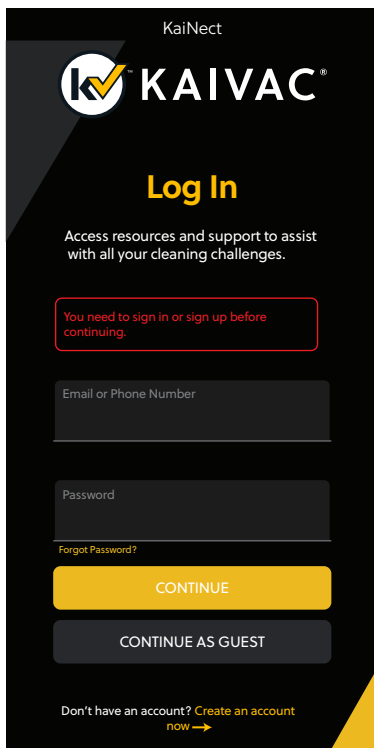 KaiNect
KV™ KAIVAC®
Log In
Access resources and support to assist
with all your cleaning challenges.
You need to sign in or sign up before
continuing.
Email or Phone Number
Password
Forgot Password?
CONTINUE
CONTINUE AS GUEST
Don’t have an account? Create an account
now →